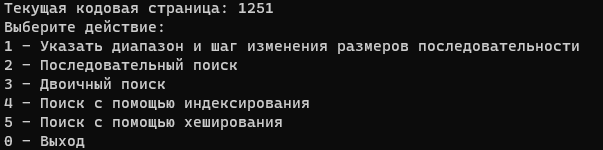 Текущая кодовая страница: 1251
Выберите действие:
1 – Указать диапазон и шаг изменения размеров последовательности
2 – Последовательный поиск
3 – Двоичный поиск
4 – Поиск с помощью индексирования
5 – Поиск с помощью хеширования
0 – Выход